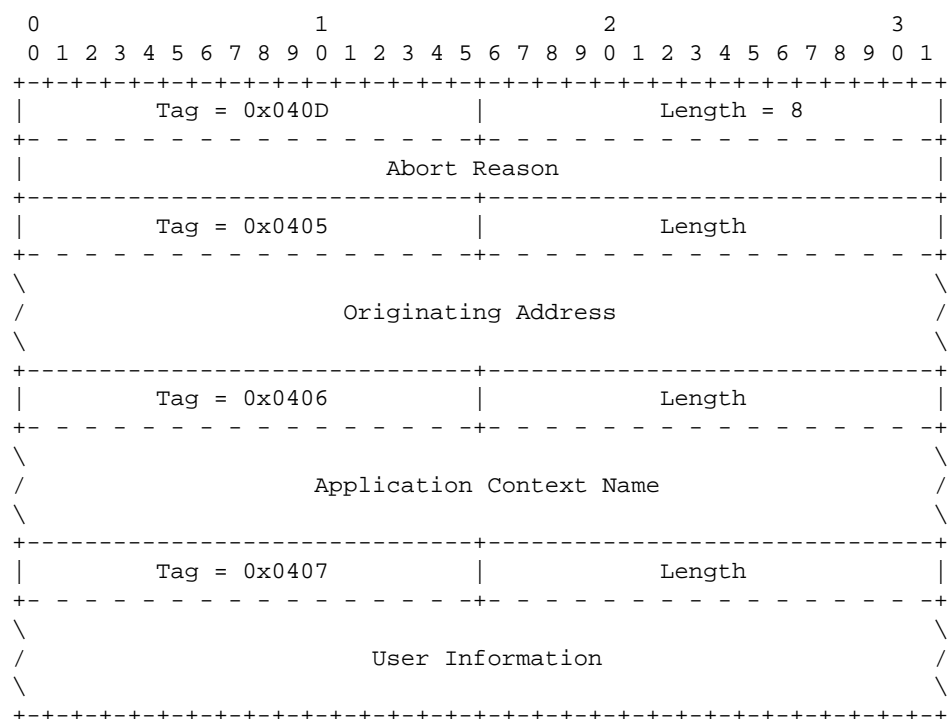 0                   1                   2                   3
 0 1 2 3 4 5 6 7 8 9 0 1 2 3 4 5 6 7 8 9 0 1 2 3 4 5 6 7 8 9 0 1
+-+-+-+-+-+-+-+-+-+-+-+-+-+-+-+-+-+-+-+-+-+-+-+-+-+-+-+-+-+-+-+-+
|         Tag = 0x040D          |            Length = 8         |
+- - - - - - - - - - - - - - - -+- - - - - - - - - - - - - - - -+
|                         Abort Reason                          |
+-------------------------------+-------------------------------+
|         Tag = 0x0405          |            Length             |
+- - - - - - - - - - - - - - - -+- - - - - - - - - - - - - - - -+
\                                                               \
/                      Originating Address                      /
\                                                               \
+-------------------------------+-------------------------------+
|         Tag = 0x0406          |            Length             |
+- - - - - - - - - - - - - - - -+- - - - - - - - - - - - - - - -+
\                                                               \
/                    Application Context Name                   /
\                                                               \
+-------------------------------+-------------------------------+
|         Tag = 0x0407          |            Length             |
+- - - - - - - - - - - - - - - -+- - - - - - - - - - - - - - - -+
\                                                               \
/                        User Information                       /
\                                                               \
+-+-+-+-+-+-+-+-+-+-+-+-+-+-+-+-+-+-+-+-+-+-+-+-+-+-+-+-+-+-+-+-+